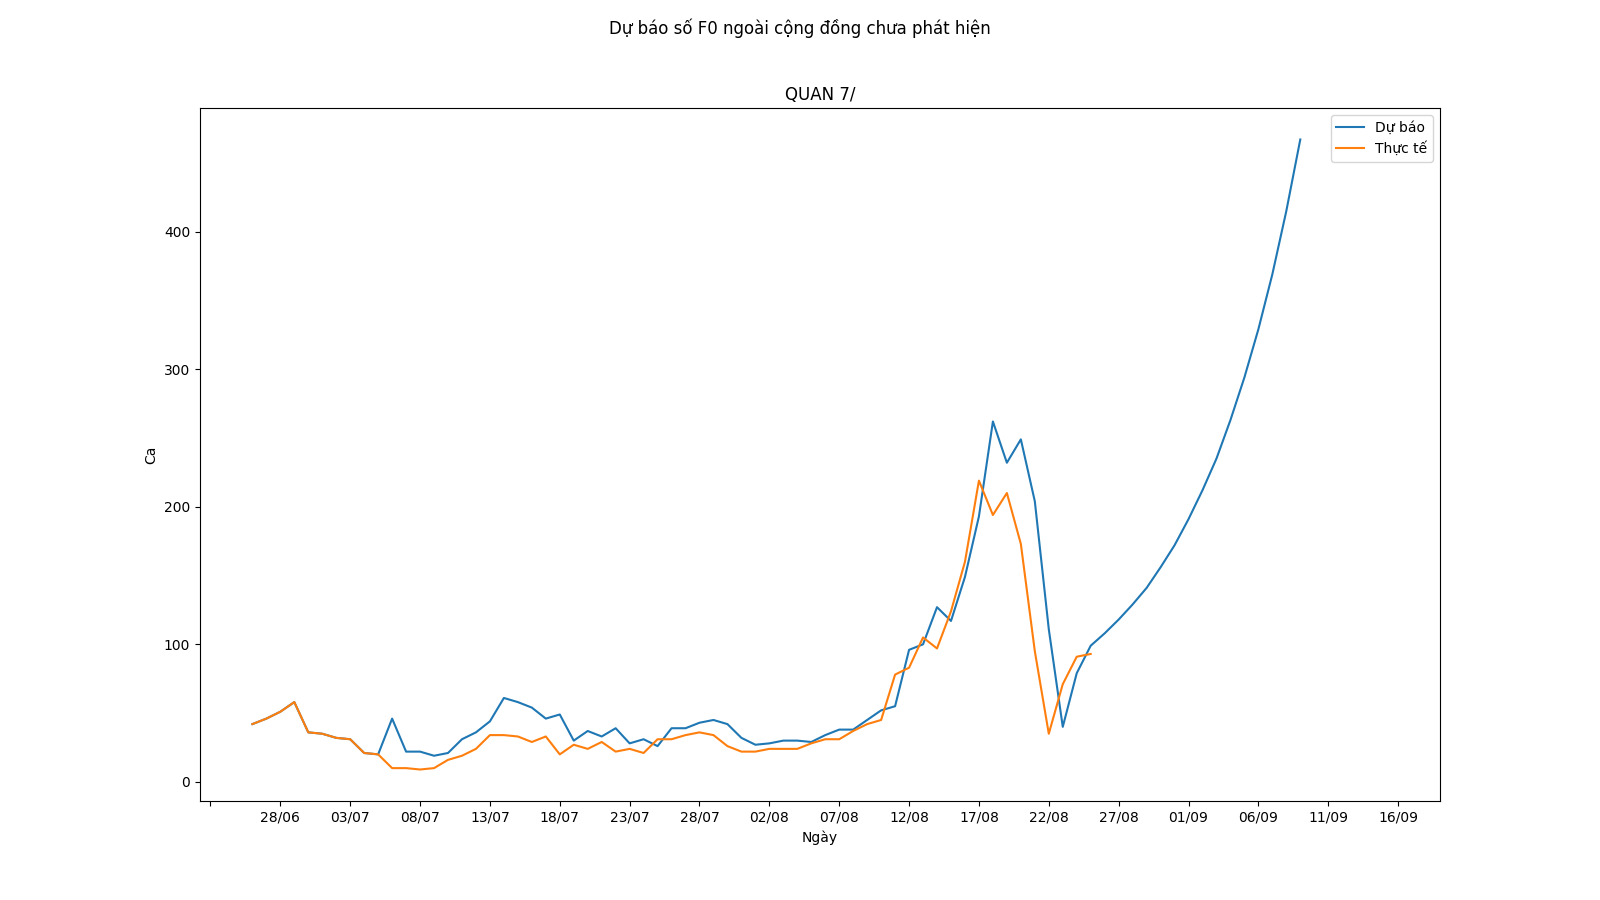 Dự báo số F0 ngoài cộng đồng chưa phát hiện
QUAN 7/
Dự báo
Thực tế
400
300
200
100
0
Ca
28/06 03/07 08/07 13/07 18/07 23/07 28/07 02/08 07/08 12/08 17/08 22/08 27/08 01/09 06/09 11/09 16/09
Ngày